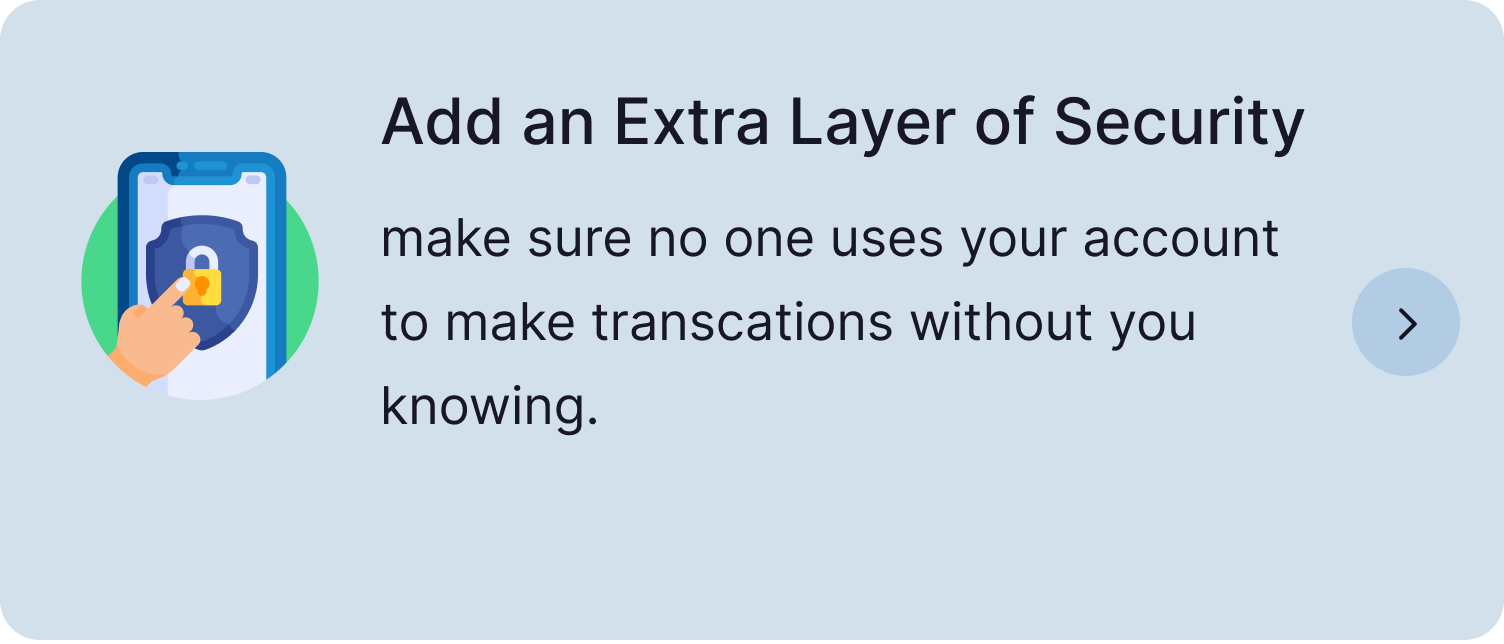 Add an Extra Layer of Security
make sure no one uses your account
to make transcations without you
knowing.